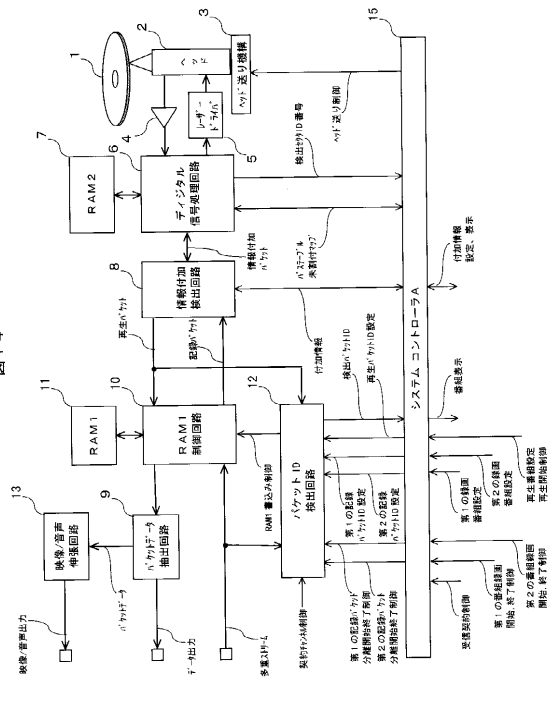 図14
映像/音声出力
データ出力
多重ストリーム
13
映像/音声
伸張回路
パケットデータ
9
パケットデータ
抽出回路
11
RAM1
10
RAM1
制御回路
RAM1書込み制御
12
パケットID
検出回路
契約チャンネル制御
再生パケット
記録パケット
8
情報付加
検出回路
情報付加
パケット
付加情報
7
RAM2
6
ディジタル
信号処理回路
4
5
レーザー
ドライバ
1
2
ヘッド
3
ヘッド送り機構
ヘッド送り制御
検出セクタID番号
パステーブル
未割付マップ
検出パケットID
再生パケットID設定
第1の記録
パケットID設定
第2の記録
パケットID設定
第1の記録パケット
分離開始終了制御
第2の記録パケット
分離開始終了制御
15
システム コントローラA
付加情報
設定、表示
番組表示
再生番組設定
再生開始制御
第1の録画
番組設定
第2の録画
番組設定
第2の番組録画
開始、終了制御
第1の番組録画
開始、終了制御
受信契約制御